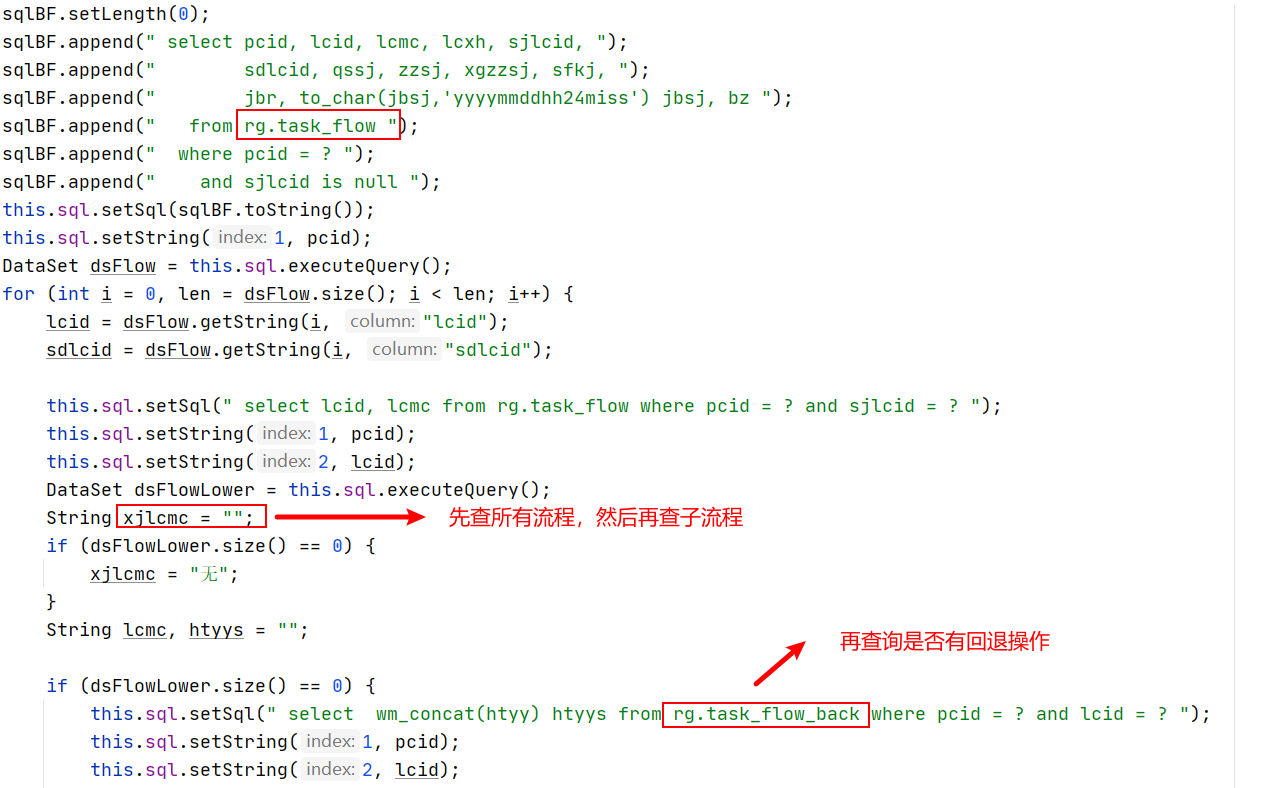 sqlBF.setLength(0);
sqlBF.append(" select pcid, lcid, lcmc, lcxh, sjlcid, ");
sqlBF.append("        sdlcid, qssj, zzsj, xgzzsj, sfkj, ");
sqlBF.append("        jbr, to_char(jbsj,'yyyymmddhh24miss') jbsj, bz ");
sqlBF.append("   from rg.task_flow ");
sqlBF.append("  where pcid = ? ");
sqlBF.append("    and sjlcid is null ");
this.sql.setSql(sqlBF.toString());
this.sql.setString( index: 1, pcid);
DataSet dsFlow = this.sql.executeQuery();
for (int i = 0, len = dsFlow.size(); i < len; i++) {
    lcid = dsFlow.getString(i, column: "lcid");
    sdlcid = dsFlow.getString(i, column: "sdlcid");
    this.sql.setSql(" select lcid, lcmc from rg.task_flow where pcid = ? and sjlcid = ? ");
    this.sql.setString( index: 1, pcid);
    this.sql.setString( index: 2, lcid);
    DataSet dsFlowLower = this.sql.executeQuery();
    String xjlcmc = ""; 先查所有流程，然后再查子流程
    if (dsFlowLower.size() == 0) {
        xjlcmc = "无";
    }
    String lcmc, htyys = "";
再查询是否有回退操作
    if (dsFlowLower.size() == 0) {
        this.sql.setSql(" select  wm_concat(htyy) htyys from rg.task_flow_back where pcid = ? and lcid = ? ");
        this.sql.setString( index: 1, pcid);
        this.sql.setString( index: 2, lcid);